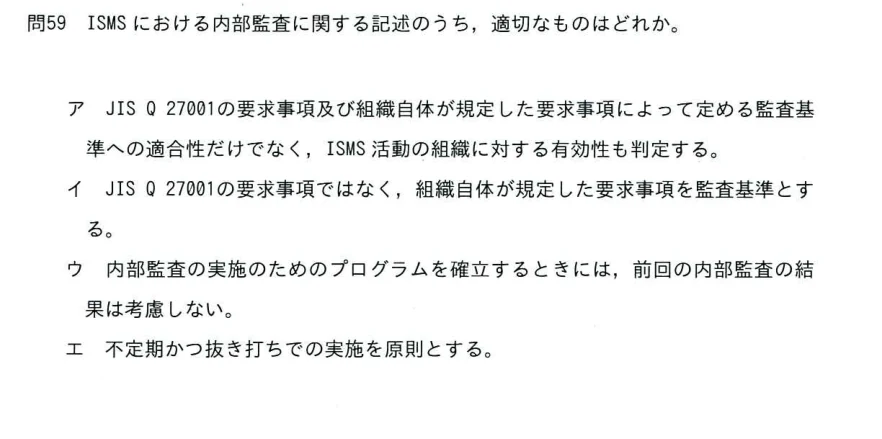 問59 ISMS における内部監査に関する記述のうち，適切なものはどれか。
ア JIS Q 27001の要求事項及び組織自体が規定した要求事項によって定める監査基
準への適合性だけでなく，ISMS 活動の組織に対する有効性も判定する。
イ JIS Q 27001の要求事項ではなく，組織自体が規定した要求事項を監査基準とす
る。
ウ 内部監査の実施のためのプログラムを確立するときには，前回の内部監査の結
果は考慮しない。
エ 不定期かつ抜き打ちでの実施を原則とする。